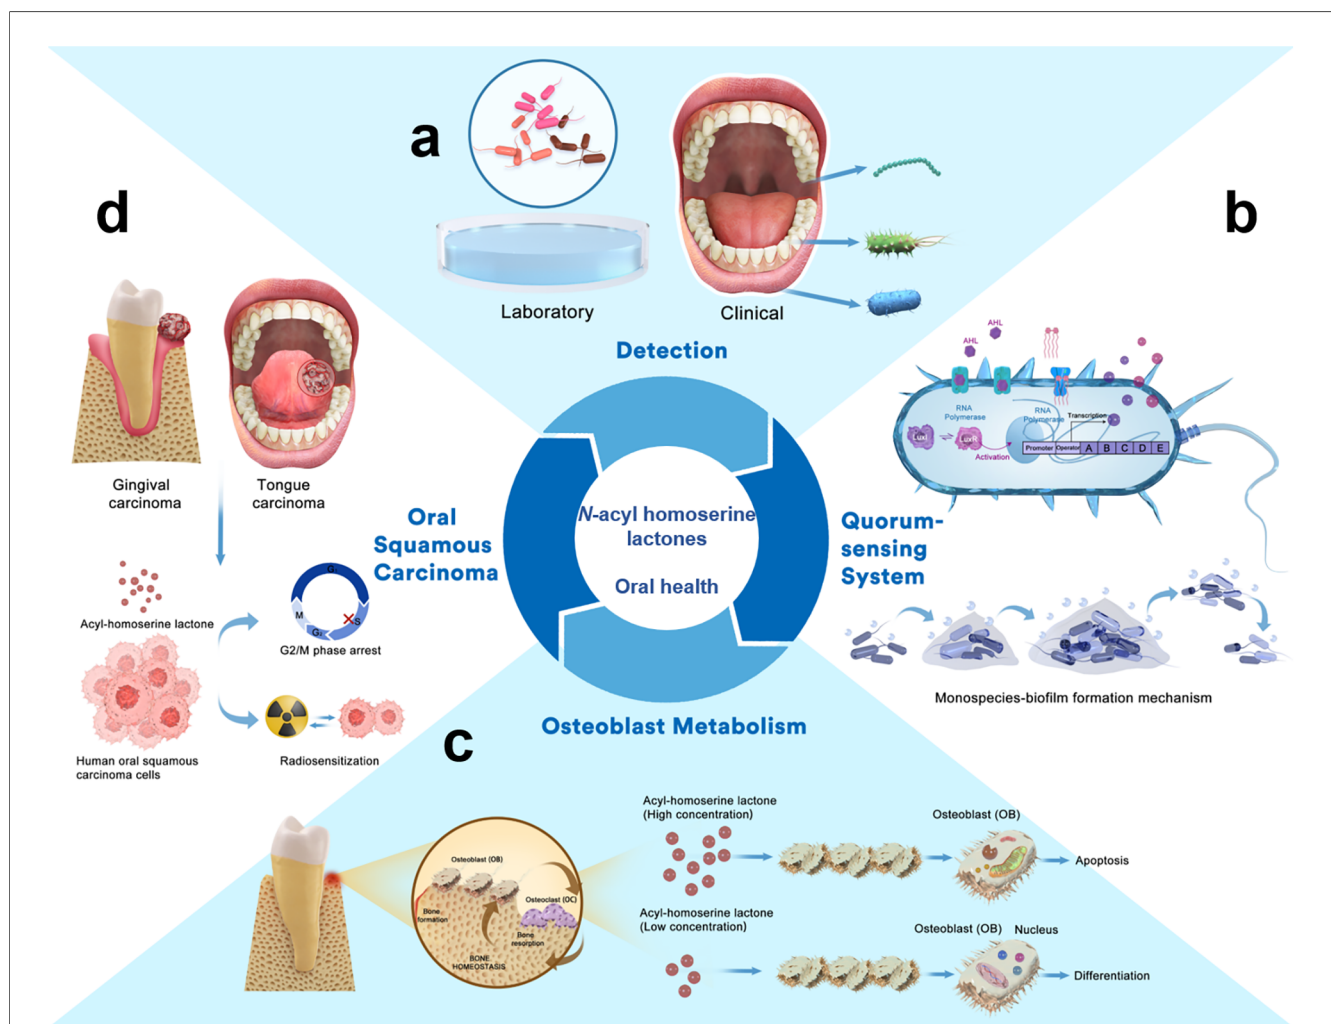 a
Laboratory
Clinical
Detection
b
AHL
AHL
RNA
Polymerase
RNA
Polymerase
Transcription
LuxI
LuxR
Activation
Promoter Operator A B C D E
Quorum-
sensing
System
Monospecies-biofilm formation mechanism
N-acyl homoserine
lactones
Oral health
d
Gingival
carcinoma
Tongue
carcinoma
Oral
Squamous
Carcinoma
Acyl-homoserine lactone
Human oral squamous
carcinoma cells
M
S
G2/M phase arrest
Radiosensitization
Osteoblast Metabolism
c
Osteoblast (OB)
Bone
formation
Osteoclast (OC)
Bone
resorption
BONE
HOMEOSTASIS
Acyl-homoserine lactone
(High concentration)
Osteoblast (OB)
Apoptosis
Acyl-homoserine lactone
(Low concentration)
Osteoblast (OB) Nucleus
Differentiation